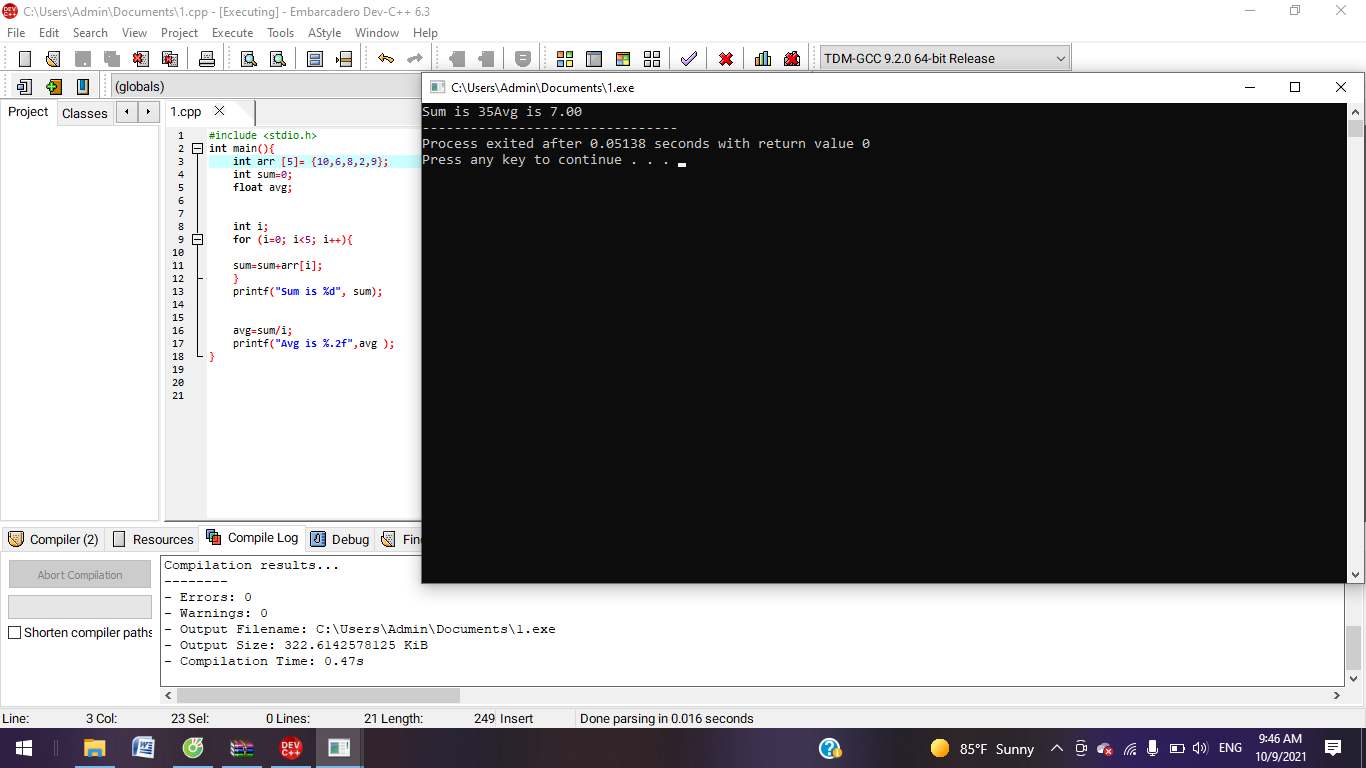 C:\Users\Admin\Documents\1.cpp - [Executing] - Embarcadero Dev-C++ 6.3
File Edit Search View Project Execute Tools AStyle Window Help
TDM-GCC 9.2.0 64-bit Release
(globals)
Project Classes
1.cpp
1 #include <stdio.h>
2 int main(){
3 int arr [5]= {10,6,8,2,9};
4 int sum=0;
5 float avg;
6
7
8 int i;
9 for (i=0; i<5; i++){
10
11 sum=sum+arr[i];
12 }
13 printf("Sum is %d", sum);
14
15
16 avg=sum/i;
17 printf("Avg is %.2f",avg );
18 }
19
20
21
C:\Users\Admin\Documents\1.exe
Sum is 35Avg is 7.00
--------------------------------
Process exited after 0.05138 seconds with return value 0
Press any key to continue . . .
Compiler (2) Resources Compile Log Debug Fin
Abort Compilation
Shorten compiler paths
Compilation results...
--------
- Errors: 0
- Warnings: 0
- Output Filename: C:\Users\Admin\Documents\1.exe
- Output Size: 322.6142578125 KiB
- Compilation Time: 0.47s
Line: 3 Col: 23 Sel: 0 Lines: 21 Length: 249 Insert Done parsing in 0.016 seconds
DEV C++
85°F Sunny
ENG
9:46 AM
10/9/2021